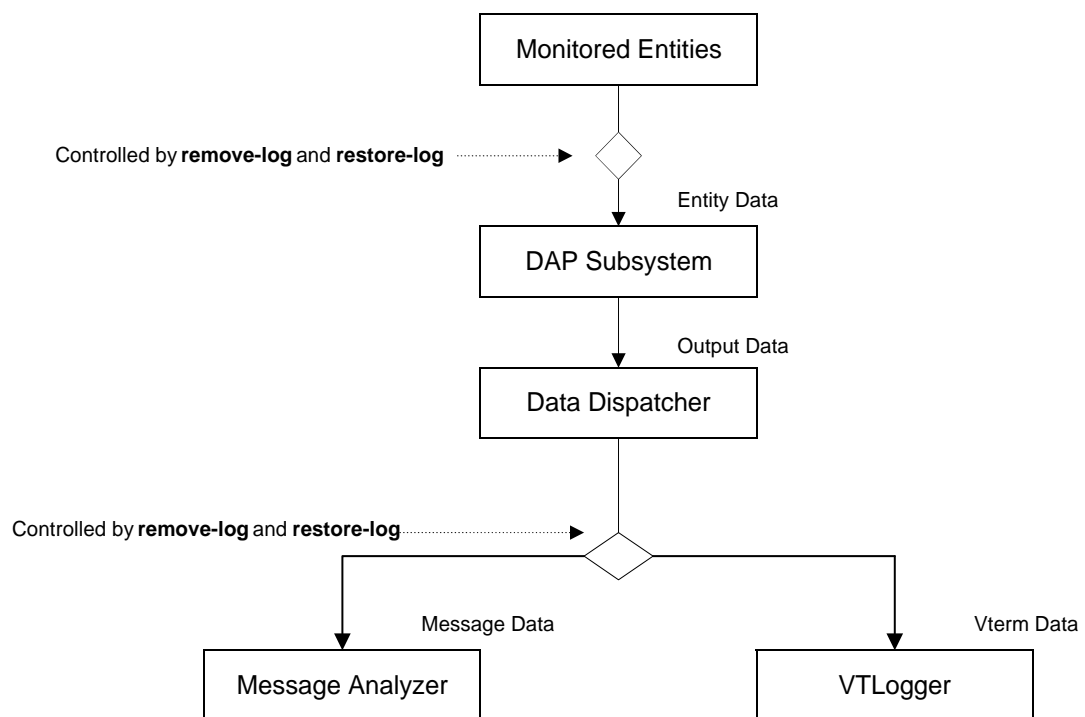 Monitored Entities
Controlled by remove-log and restore-log
Entity Data
DAP Subsystem
Output Data
Data Dispatcher
Controlled by remove-log and restore-log
Message Data
Vterm Data
Message Analyzer
VTLogger